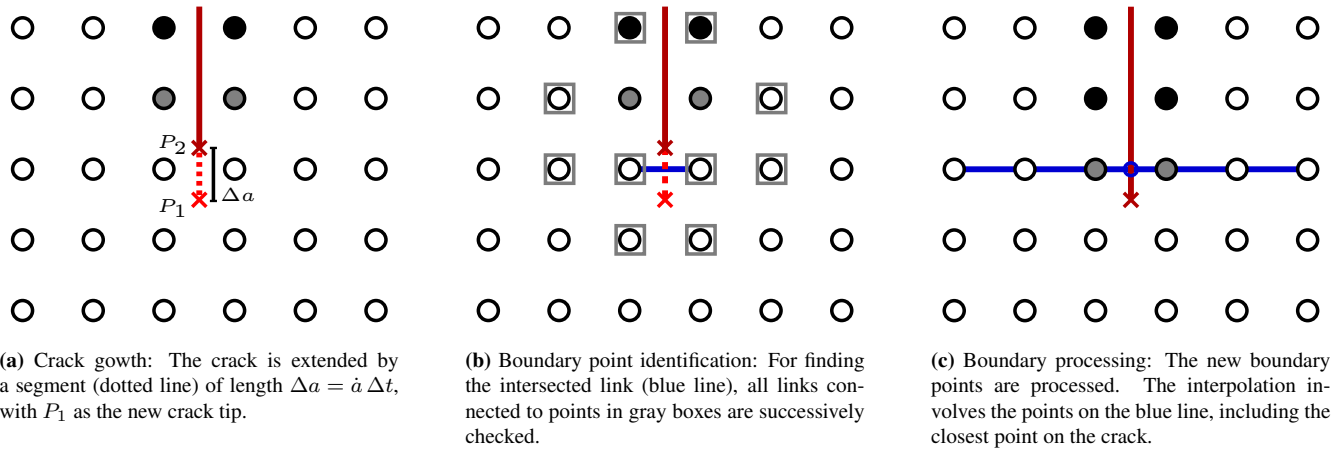 P₂
Δa
P₁
(a) Crack gowth: The crack is extended by
a segment (dotted line) of length Δa = ȧ Δt,
with P₁ as the new crack tip.
(b) Boundary point identification: For finding
the intersected link (blue line), all links con-
nected to points in gray boxes are successively
checked.
(c) Boundary processing: The new boundary
points are processed. The interpolation in-
volves the points on the blue line, including the
closest point on the crack.